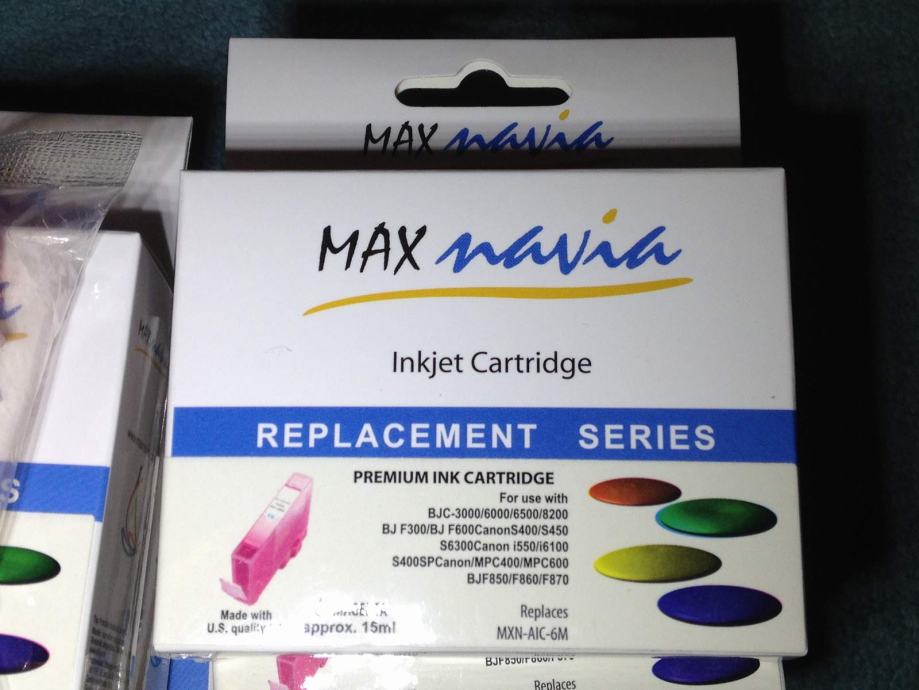 MAX navia
MAX navia
Inkjet Cartridge
REPLACEMENT SERIES
PREMIUM INK CARTRIDGE
For use with
BJC-3000/6000/6500/8200
BJ F300/BJ F600CanonS400/S450
S6300Canon i550/i6100
S400SPCanon/MPC400/MPC600
BJF850/F860/F870
Made with
U.S. quality
approx. 15ml
Replaces
MXN-AIC-6M
Replaces